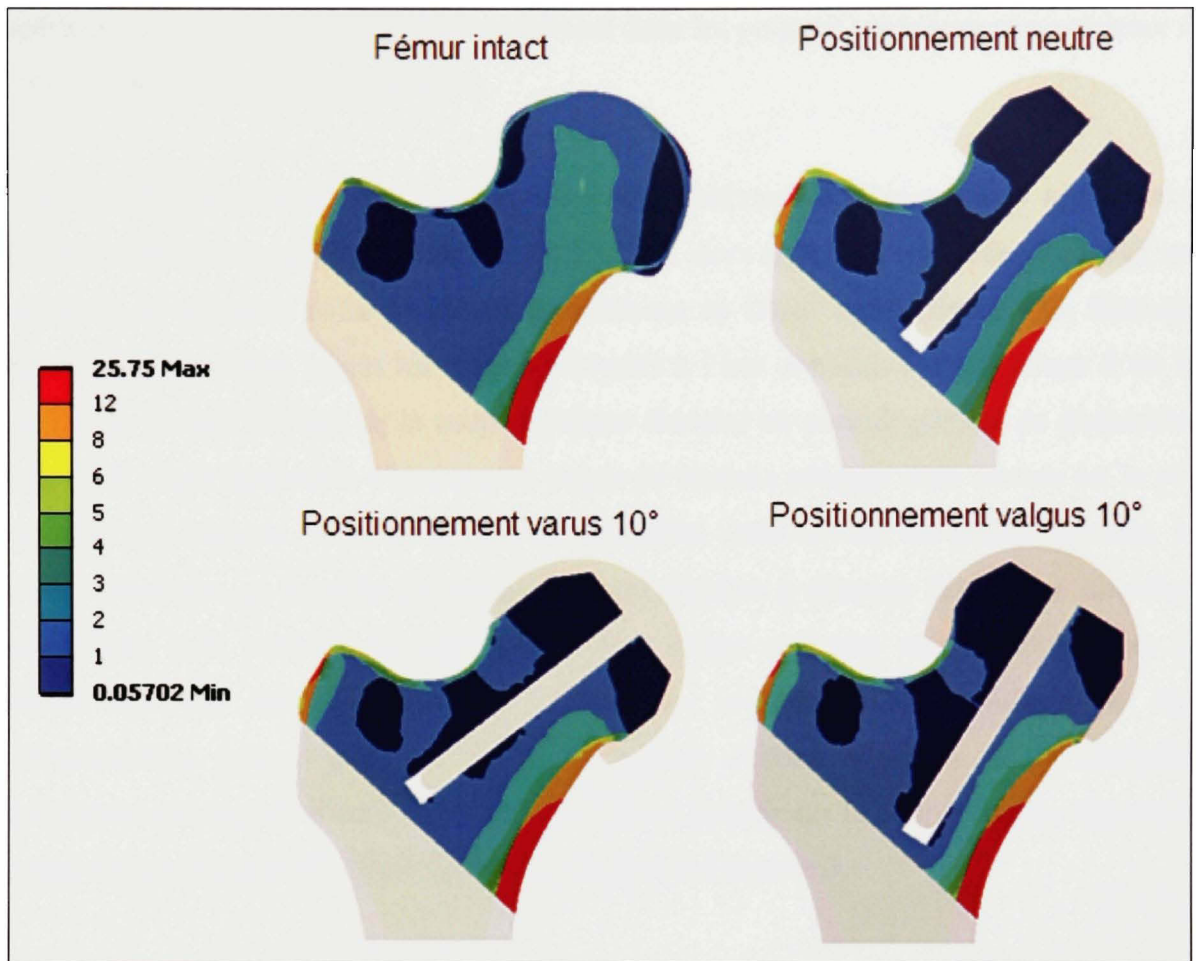 Fémur intact
Positionnement neutre
25.75 Max
12
8
6
5
4
3
2
1
0.05702 Min
Positionnement varus 10°
Positionnement valgus 10°